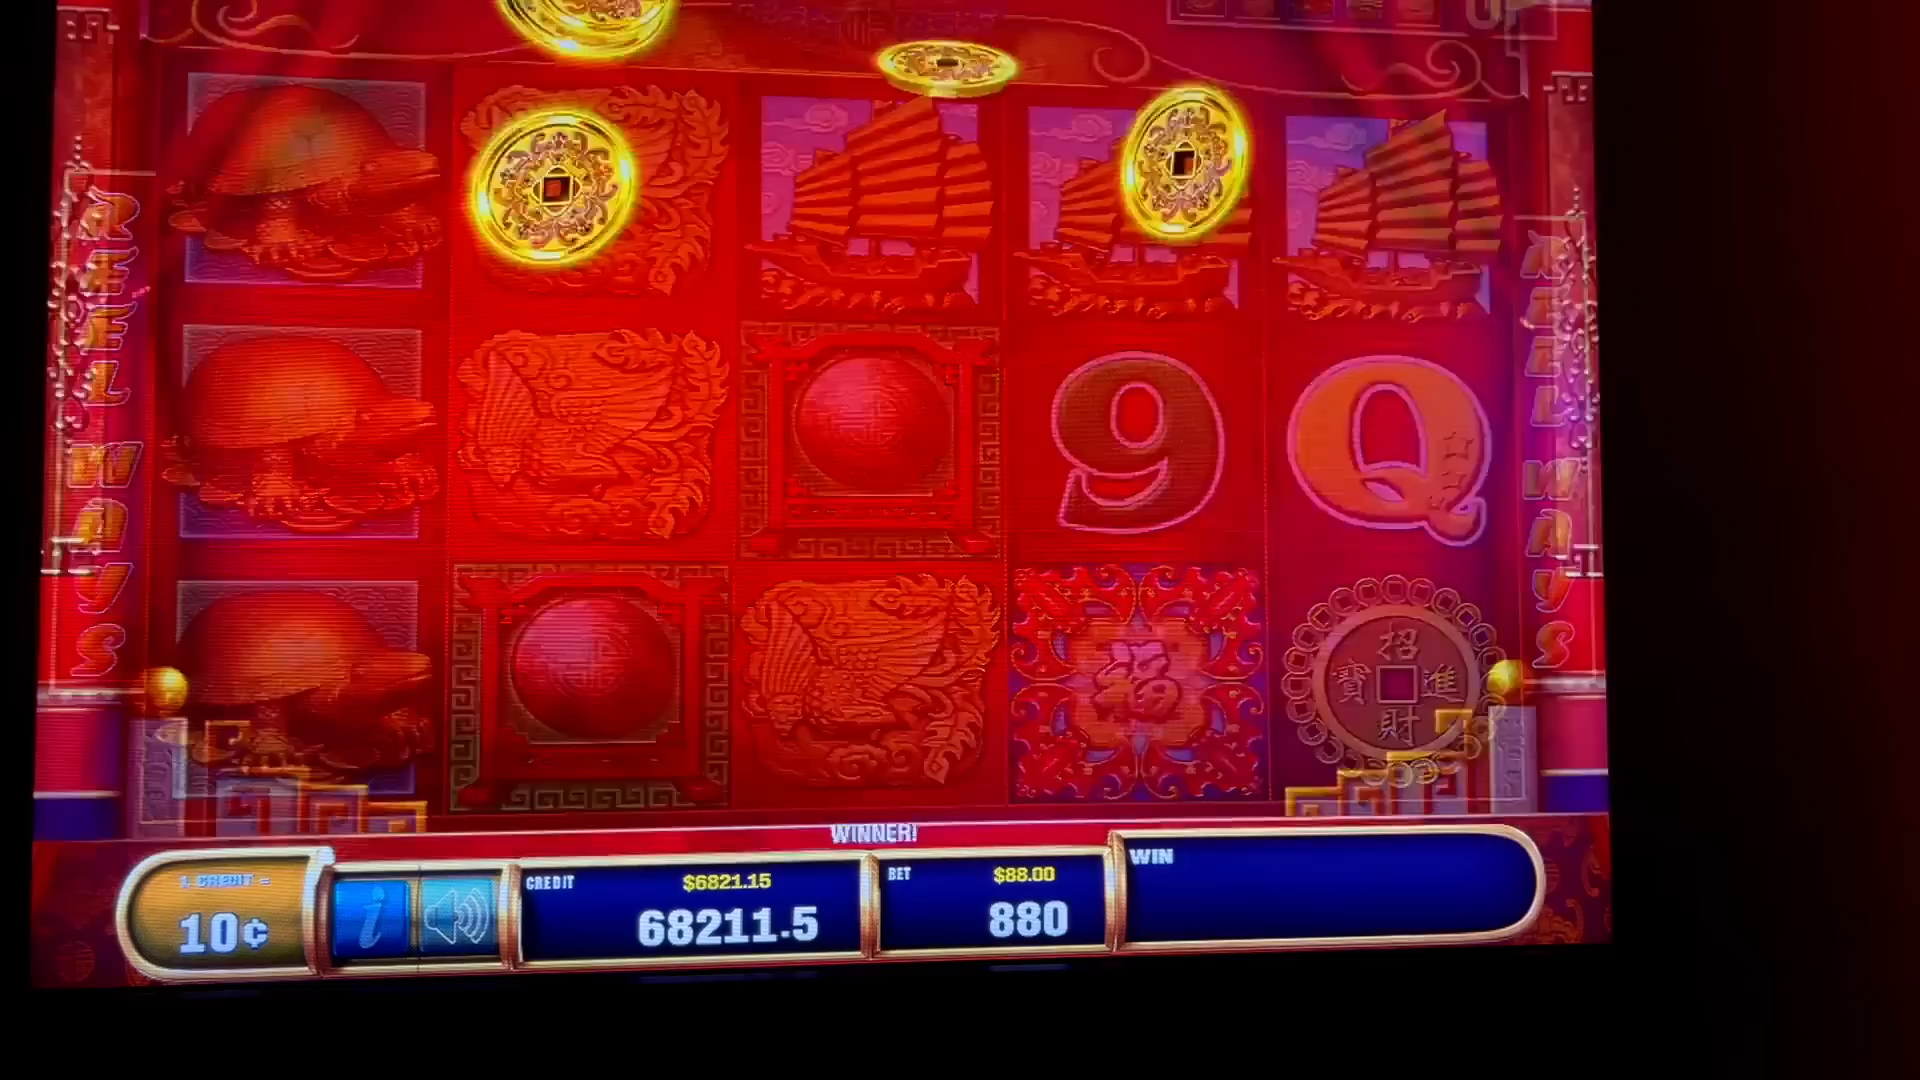 REEL WAYS
REEL WAYS
9
Q
福
招
寶 進
財
WINNER!
1 CREDIT =
10¢
i
CREDIT
$6821.15
68211.5
BET
$88.00
880
WIN